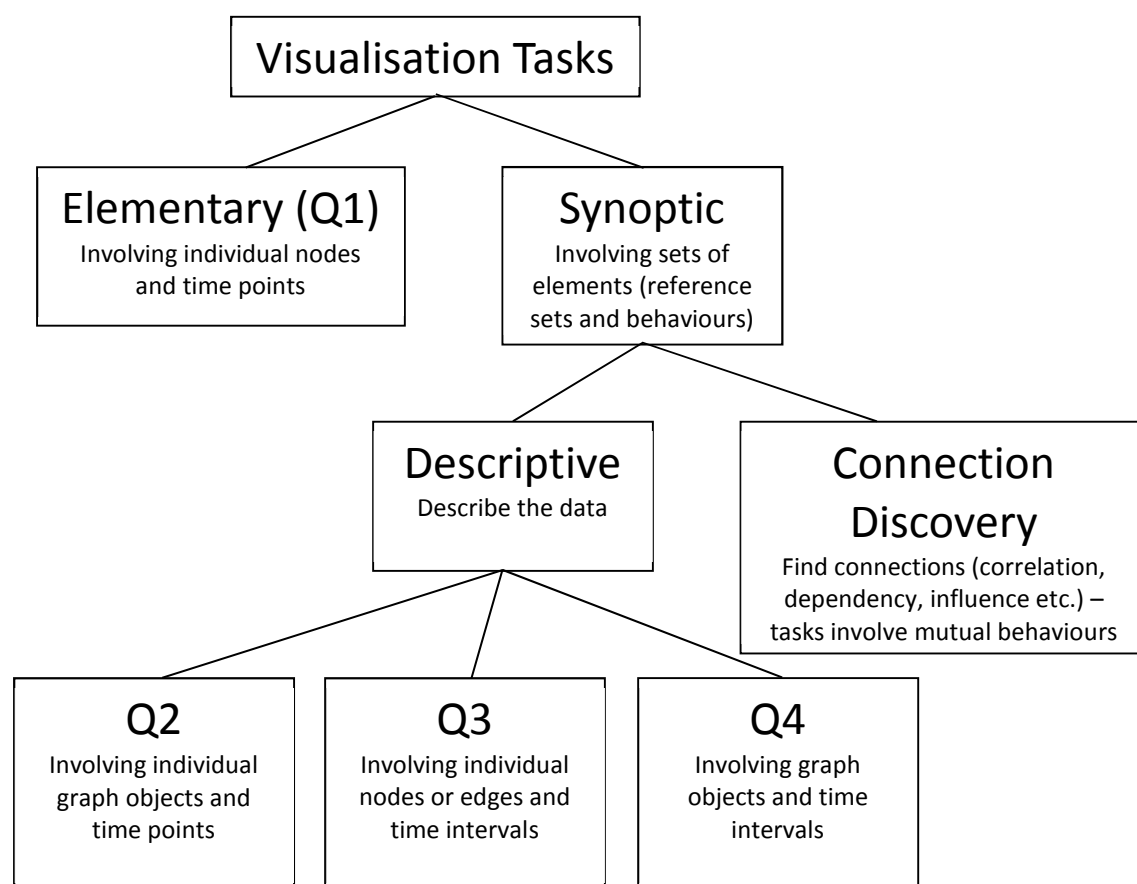 Visualisation Tasks
Elementary (Q1)
Involving individual nodes
and time points
Synoptic
Involving sets of
elements (reference
sets and behaviours)
Descriptive
Describe the data
Connection
Discovery
Find connections (correlation,
dependency, influence etc.) –
tasks involve mutual behaviours
Q2
Involving individual
graph objects and
time points
Q3
Involving individual
nodes or edges and
time intervals
Q4
Involving graph
objects and time
intervals